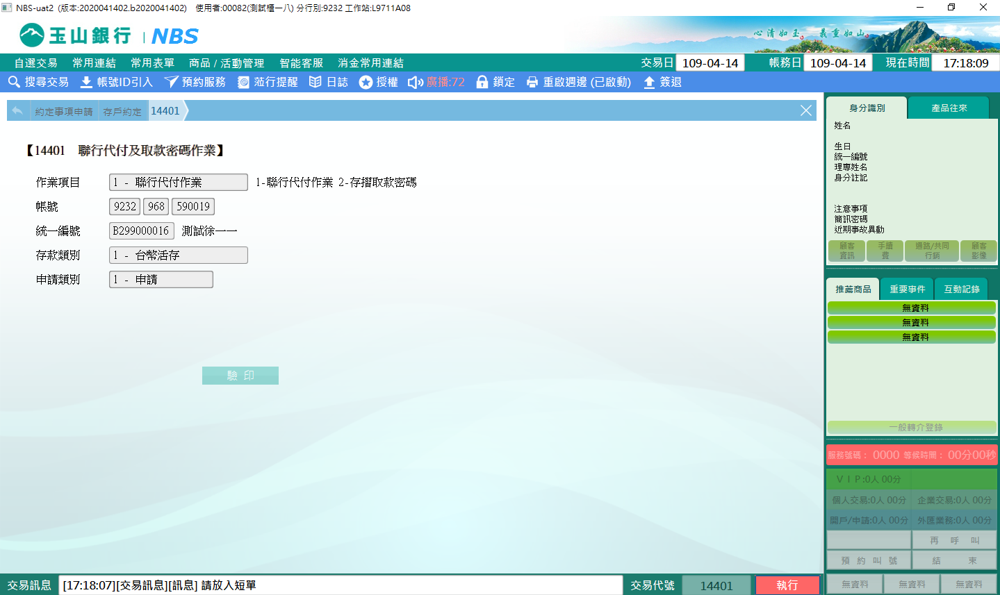 NBS-uat2 (版本:2020041402.b2020041402) 使用者:00082(測試櫃一八) 分行別:9232 工作站:L9711A08
玉山銀行 | NBS
心清如玉。 義重如山。
自選交易 常用連結 常用表單 商品 / 活動管理 智能客服 消金常用連結 交易日 109-04-14 帳務日 109-04-14 現在時間 17:18:09
搜尋交易 帳號ID引入 預約服務 蒞行提醒 日誌 授權 廣播:72 鎖定 重啟週邊 (已啟動) 簽退
約定事項申請 存戶約定 14401
【14401 聯行代付及取款密碼作業】
作業項目 1 - 聯行代付作業 1-聯行代付作業 2-存摺取款密碼
帳號 9232 968 590019
統一編號 B299000016 測試徐一一
存款類別 1 - 台幣活存
申請類別 1 - 申請
驗 印
身分識別 產品往來
姓名
生日
統一編號
理專姓名
身分註記
注意事項
簡訊密碼
近期事故異動
顧客資訊 手續費 通路/共同行銷 顧客影像
推薦商品 重要事件 互動記錄
無資料
無資料
無資料
一般轉介登錄
服務號碼： 0000 等候時間： 00分00秒
ＶＩＰ:0人 00分
個人交易:0人 00分 企業交易:0人 00分
開戶/申請:0人 00分 外匯業務:0人 00分
再 呼 叫
預 約 叫 號 結 束
無資料 無資料 無資料
交易訊息 [17:18:07][交易訊息][訊息] 請放入短單 交易代號 14401 執行